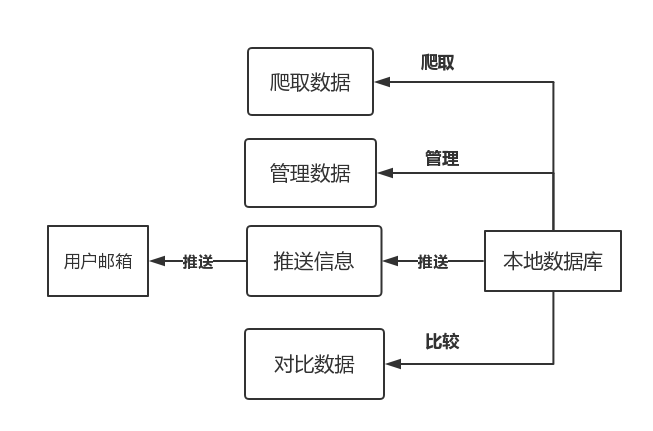 爬取
爬取数据
管理
管理数据
用户邮箱
推送
推送信息
推送
本地数据库
比较
对比数据